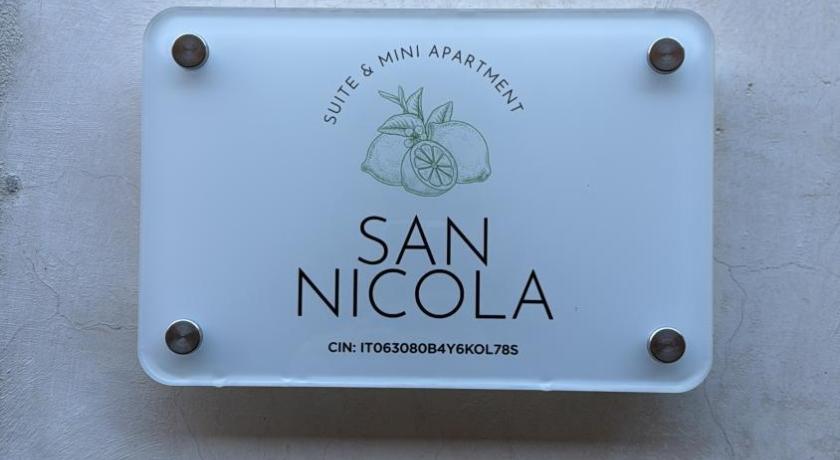 SUITE & MINI APARTMENT
SAN
NICOLA
CIN: IT063080B4Y6KOL78S